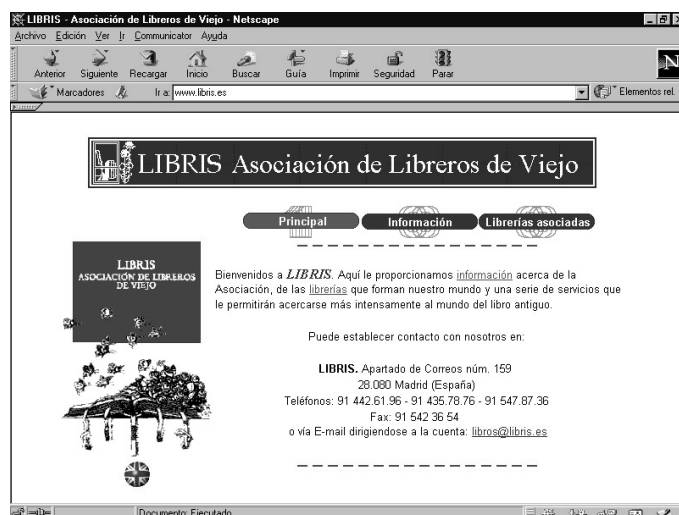 LIBRIS - Asociación de Libreros de Viejo - Netscape
Archivo Edición Ver Ir Communicator Ayuda
Anterior Siguiente Recargar Inicio Buscar Guía Imprimir Seguridad Parar
N
Marcadores Ir a: www.libris.es Elementos rel.
LIBRIS Asociación de Libreros de Viejo
Principal Información Librerías asociadas
LIBRIS
ASOCIACIÓN DE LIBREROS
DE VIEJO
Bienvenidos a LIBRIS. Aquí le proporcionamos información acerca de la
Asociación, de las librerías que forman nuestro mundo y una serie de servicios que
le permitirán acercarse más intensamente al mundo del libro antiguo.
Puede establecer contacto con nosotros en:
LIBRIS. Apartado de Correos núm. 159
28.080 Madrid (España)
Teléfonos: 91 442.61.96 - 91 435.78.76 - 91 547.87.36
Fax: 91 542 36 54
o vía E-mail dirigiendose a la cuenta: libros@libris.es
Documento: Ejecutado